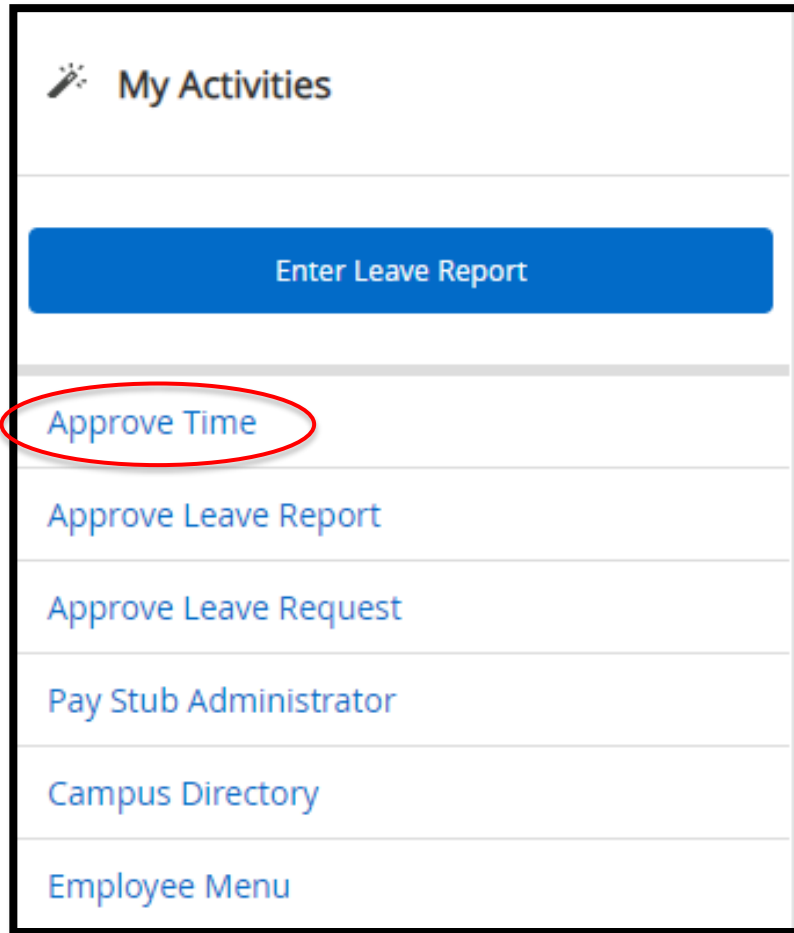 My Activities
Enter Leave Report
Approve Time
Approve Leave Report
Approve Leave Request
Pay Stub Administrator
Campus Directory
Employee Menu